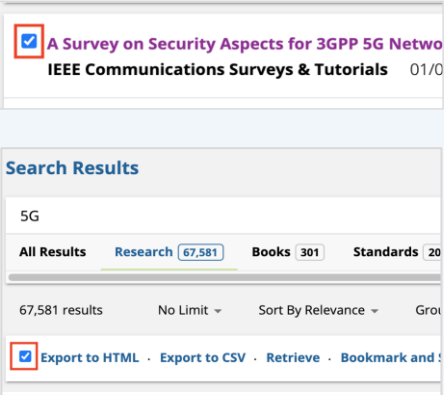 A Survey on Security Aspects for 3GPP 5G Netwo
IEEE Communications Surveys & Tutorials 01/0
Search Results
5G
All Results Research 67,581 Books 301 Standards 20
67,581 results No Limit Sort By Relevance Grou
Export to HTML · Export to CSV · Retrieve · Bookmark and S